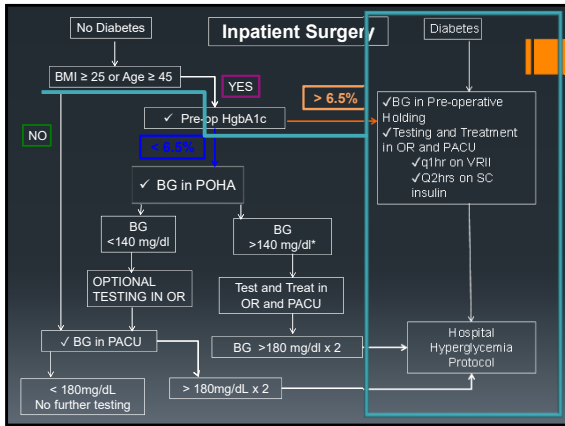 No Diabetes
Inpatient Surgery
Diabetes
BMI ≥ 25 or Age ≥ 45
YES
> 6.5%
✓ Pre-op HgbA1c
NO
< 6.5%
✓BG in Pre-operative
Holding
✓Testing and Treatment
in OR and PACU
✓q1hr on VRII
✓Q2hrs on SC
insulin
✓ BG in POHA
BG
<140 mg/dl
BG
>140 mg/dl*
OPTIONAL
TESTING IN OR
Test and Treat in
OR and PACU
✓ BG in PACU
BG >180 mg/dl x 2
Hospital
Hyperglycemia
Protocol
< 180mg/dL
No further testing
> 180mg/dL x 2